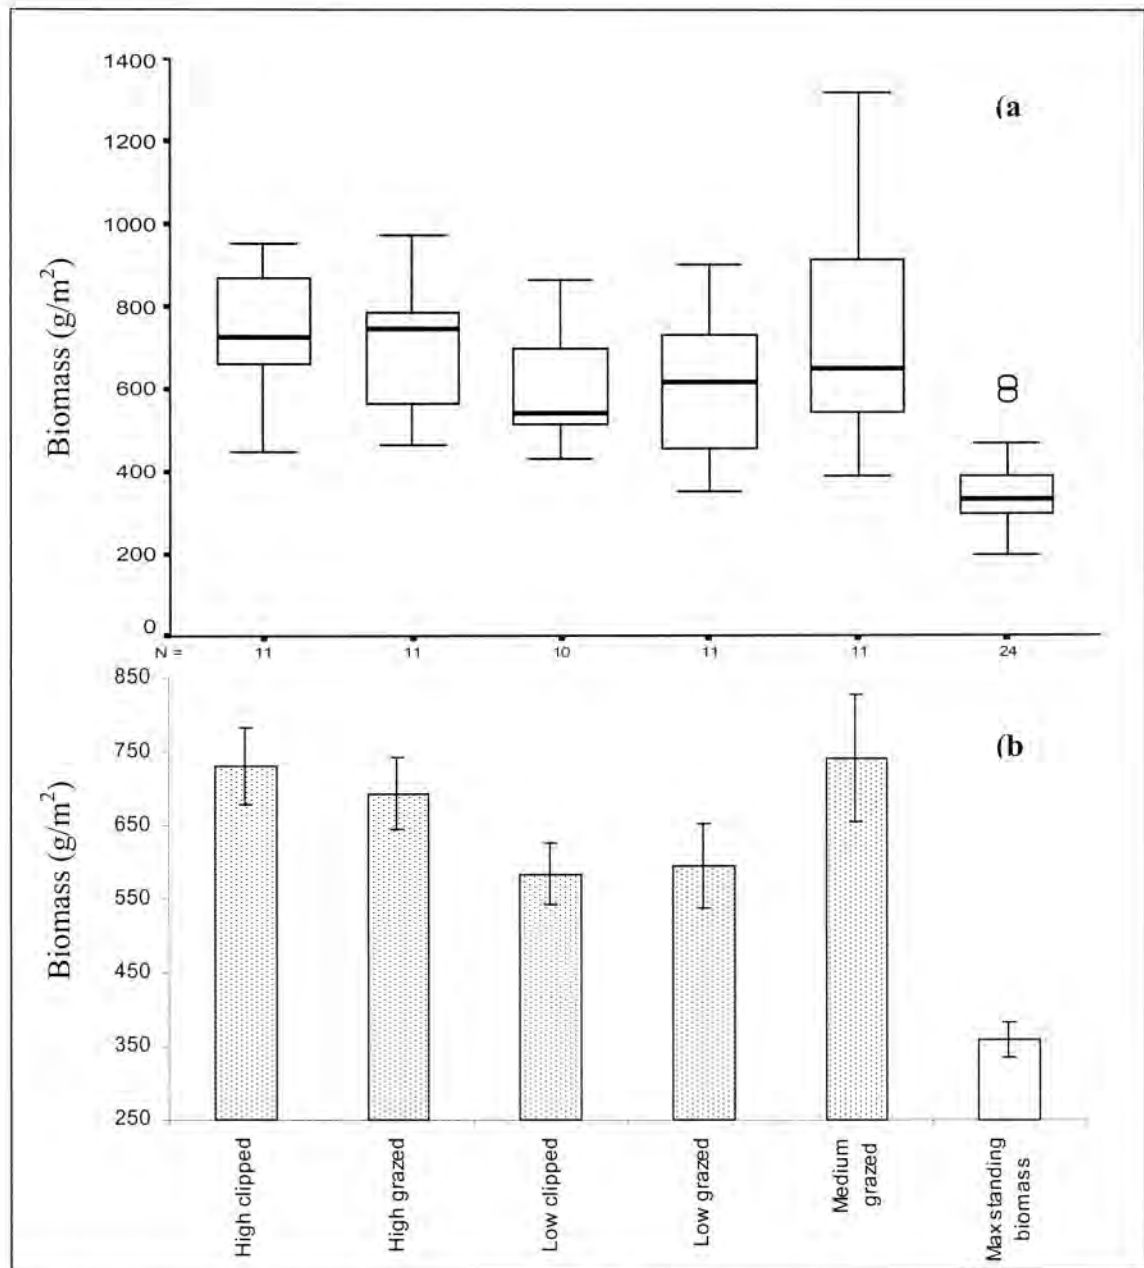 1400
(a
1200
1000
800
600
400
200
0
Biomass (g/m²)
N = 11 11 10 11 11 24
850
(b
750
650
550
450
350
250
Biomass (g/m²)
High clipped
High grazed
Low clipped
Low grazed
Medium
grazed
Max standing
biomass